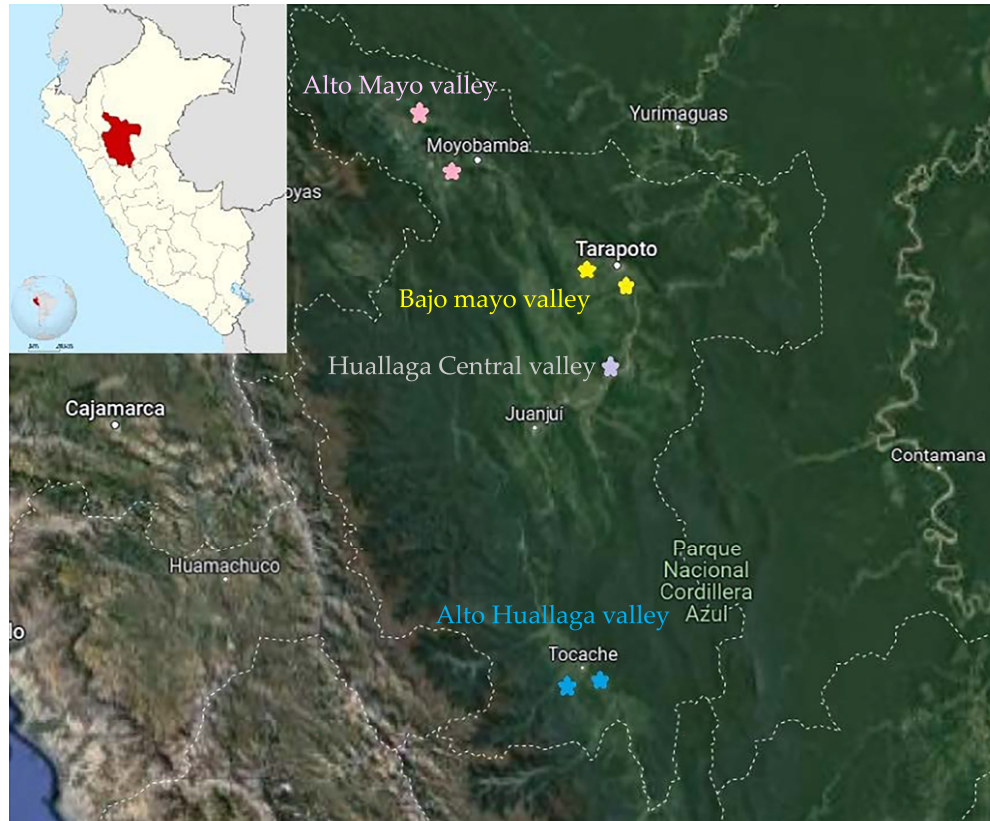 Alto Mayo valley
Yurimaguas
Moyobamba
oyas
Tarapoto
Bajo mayo valley
Huallaga Central valley
Cajamarca
Juanjuí
Contamana
Parque
Nacional
Cordillera
Azul
Huamachuco
Alto Huallaga valley
lo
Tocache